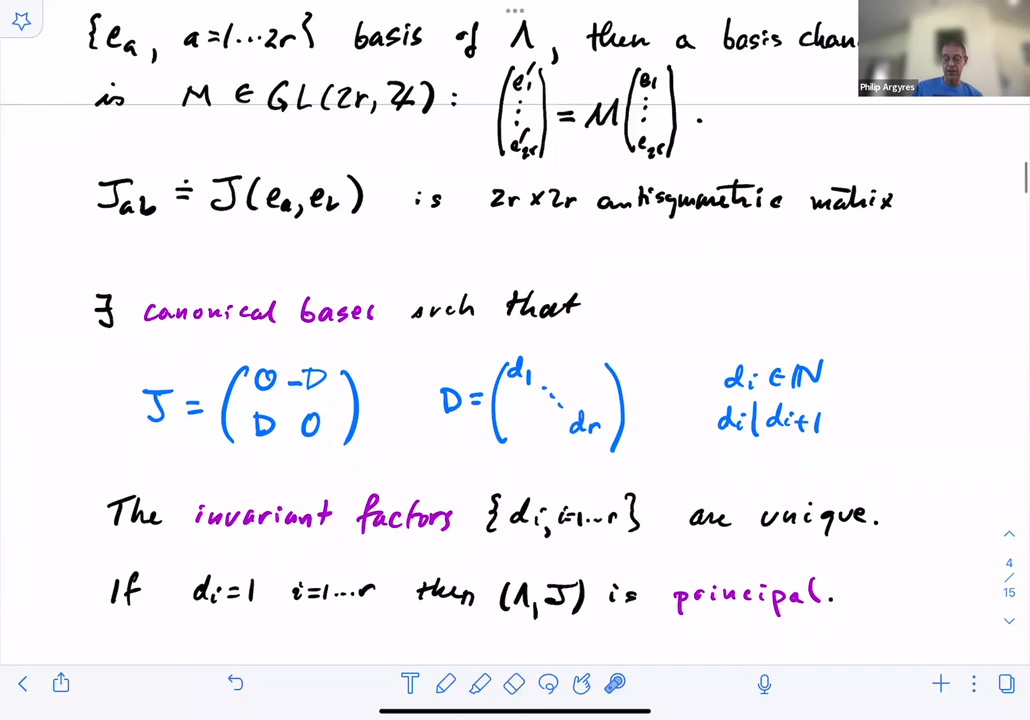 {e_a, a=1...2r} basis of Λ, then a basis chan
Philip Argyres
is M ∈ GL(2r, ℤ) : (e'_1 ⋮ e'_2r) = M (e_1 ⋮ e_2r) .
J_ab ≐ J(e_a, e_b) is 2r × 2r antisymmetric matrix
∃ canonical bases such that
J = (0 -D D 0) D = (d_1 ⋱ d_r) d_i ∈ ℕ
d_i | d_i+1
The invariant factors {d_i, i=1...r} are unique.
If d_i=1 i=1...r then (Λ, J) is principal.
4
/
15
T